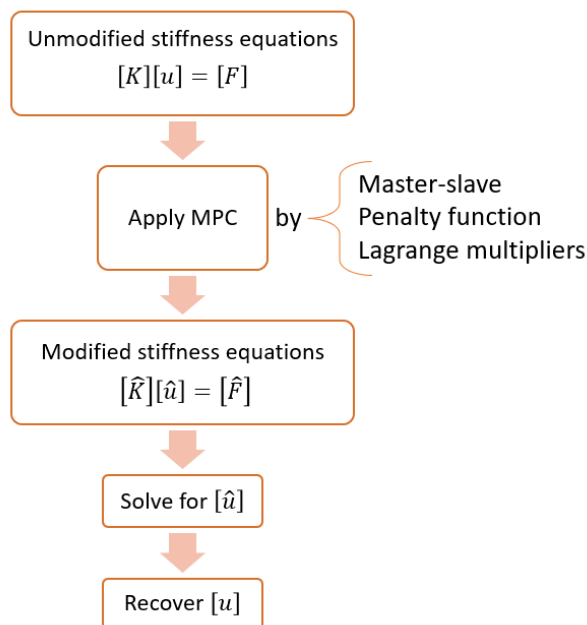 Unmodified stiffness equations
[K][u] = [F]
Apply MPC
by
Master-slave
Penalty function
Lagrange multipliers
Modified stiffness equations
[K̂][û] = [F̂]
Solve for [û]
Recover [u]